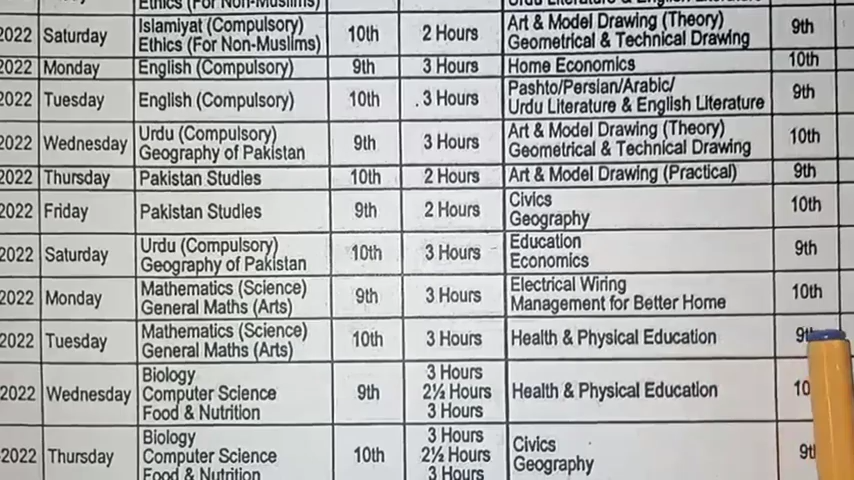 Ethics (For Non-Muslims)
2022 Saturday Islamiyat (Compulsory) 10th 2 Hours Art & Model Drawing (Theory) 9th
Ethics (For Non-Muslims) Geometrical & Technical Drawing
2022 Monday English (Compulsory) 9th 3 Hours Home Economics 10th
2022 Tuesday English (Compulsory) 10th 3 Hours Pashto/Persian/Arabic/ 9th
Urdu Literature & English Literature
2022 Wednesday Urdu (Compulsory) 9th 3 Hours Art & Model Drawing (Theory) 10th
Geography of Pakistan Geometrical & Technical Drawing
2022 Thursday Pakistan Studies 10th 2 Hours Art & Model Drawing (Practical) 9th
2022 Friday Pakistan Studies 9th 2 Hours Civics 10th
Geography
2022 Saturday Urdu (Compulsory) 10th 3 Hours Education 9th
Geography of Pakistan Economics
2022 Monday Mathematics (Science) 9th 3 Hours Electrical Wiring 10th
General Maths (Arts) Management for Better Home
2022 Tuesday Mathematics (Science) 10th 3 Hours Health & Physical Education
General Maths (Arts)
2022 Wednesday Biology 9th 3 Hours Health & Physical Education 10
Computer Science 2½ Hours
Food & Nutrition 3 Hours
2022 Thursday Biology 10th 3 Hours Civics
Computer Science 2½ Hours Geography
Food & Nutrition 3 Hours